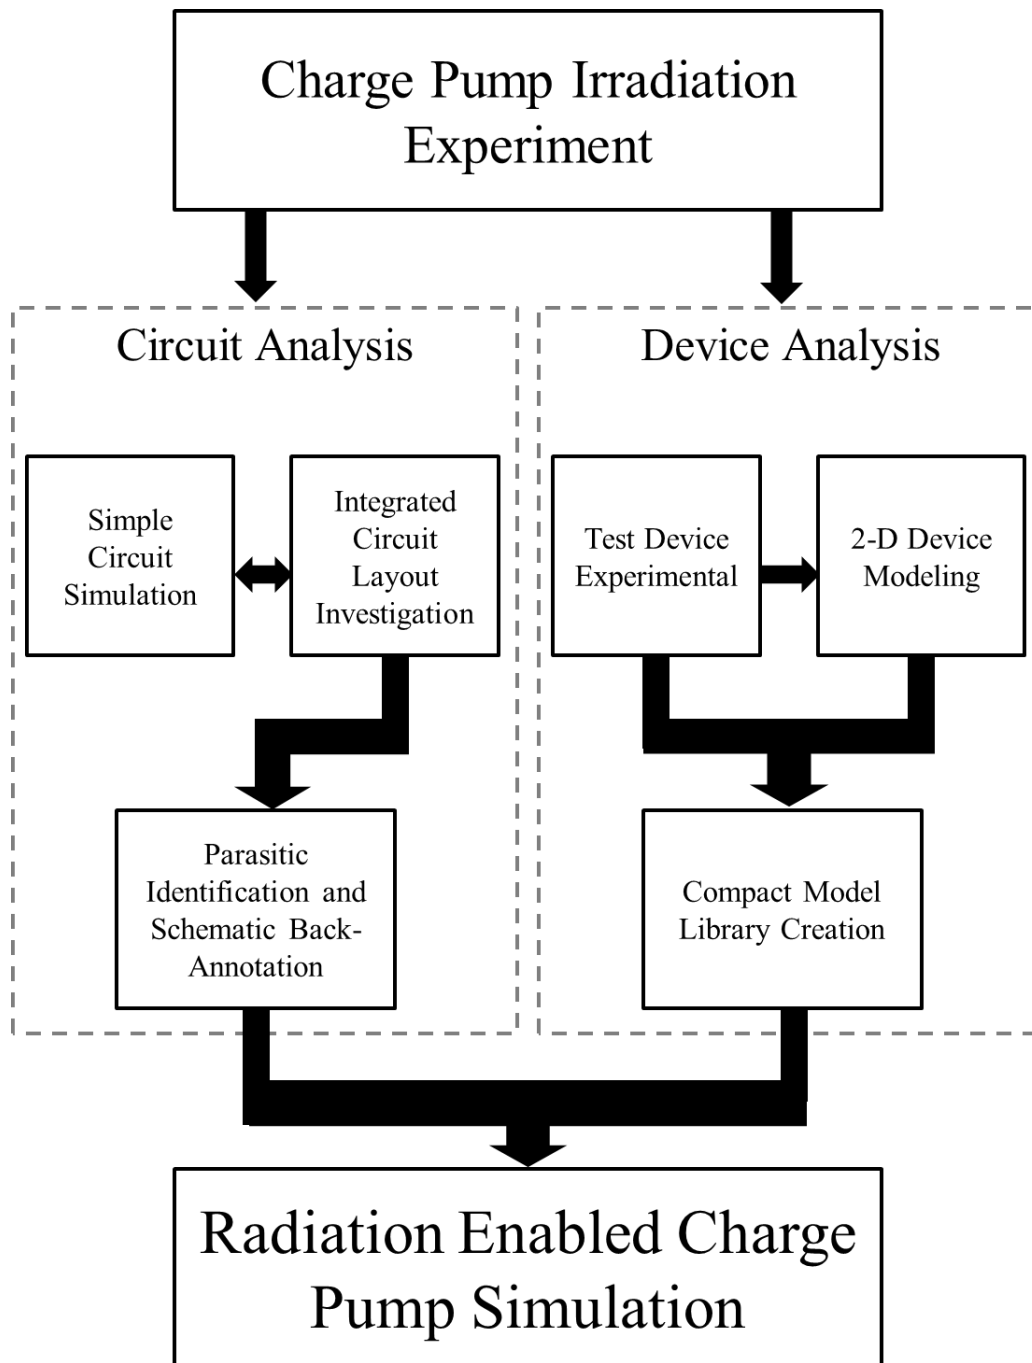 Charge Pump Irradiation
Experiment
Circuit Analysis
Simple
Circuit
Simulation
Integrated
Circuit
Layout
Investigation
Parasitic
Identification and
Schematic Back-
Annotation
Device Analysis
Test Device
Experimental
2-D Device
Modeling
Compact Model
Library Creation
Radiation Enabled Charge
Pump Simulation